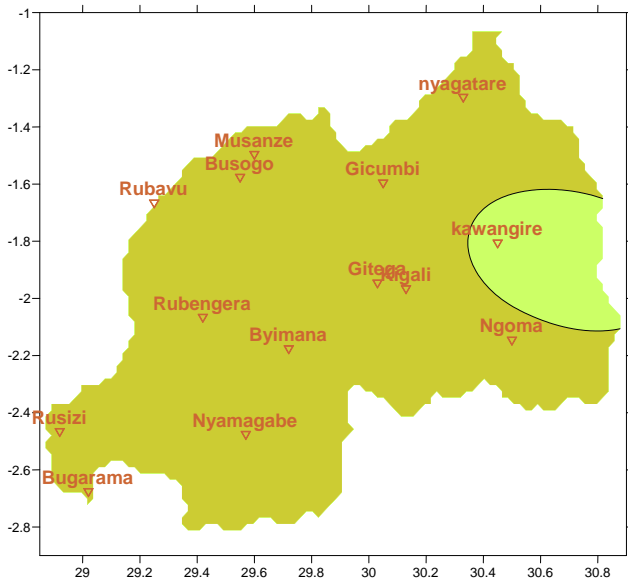 -1
-1.2
nyagatare
-1.4
Musanze
Busogo
Gicumbi
-1.6
Rubavu
kawangire
-1.8
Gitega
Kigali
-2
Rubengera
Ngoma
Byimana
-2.2
-2.4
Rusizi
Nyamagabe
-2.6
Bugarama
-2.8
29 29.2 29.4 29.6 29.8 30 30.2 30.4 30.6 30.8